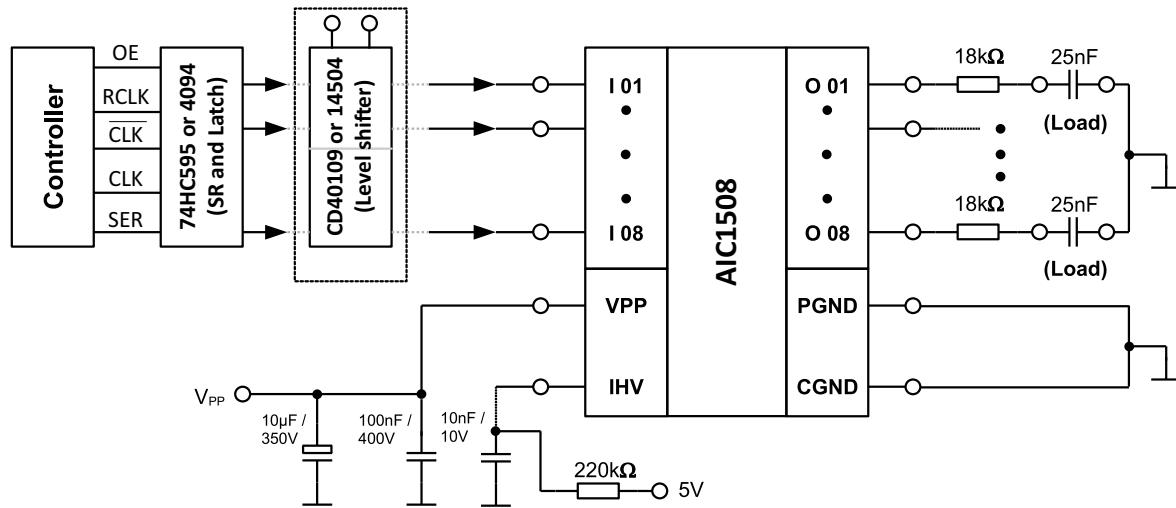 Controller
OE
RCLK
CLK
CLK
SER
74HC595 or 4094
(SR and Latch)
CD40109 or 14504
(Level shifter)
I 01
I 08
VPP
IHV
AIC1508
O 01
O 08
PGND
CGND
18kΩ
25nF
(Load)
18kΩ
25nF
(Load)
VPP
10µF /
350V
100nF /
400V
10nF /
10V
220kΩ
5V